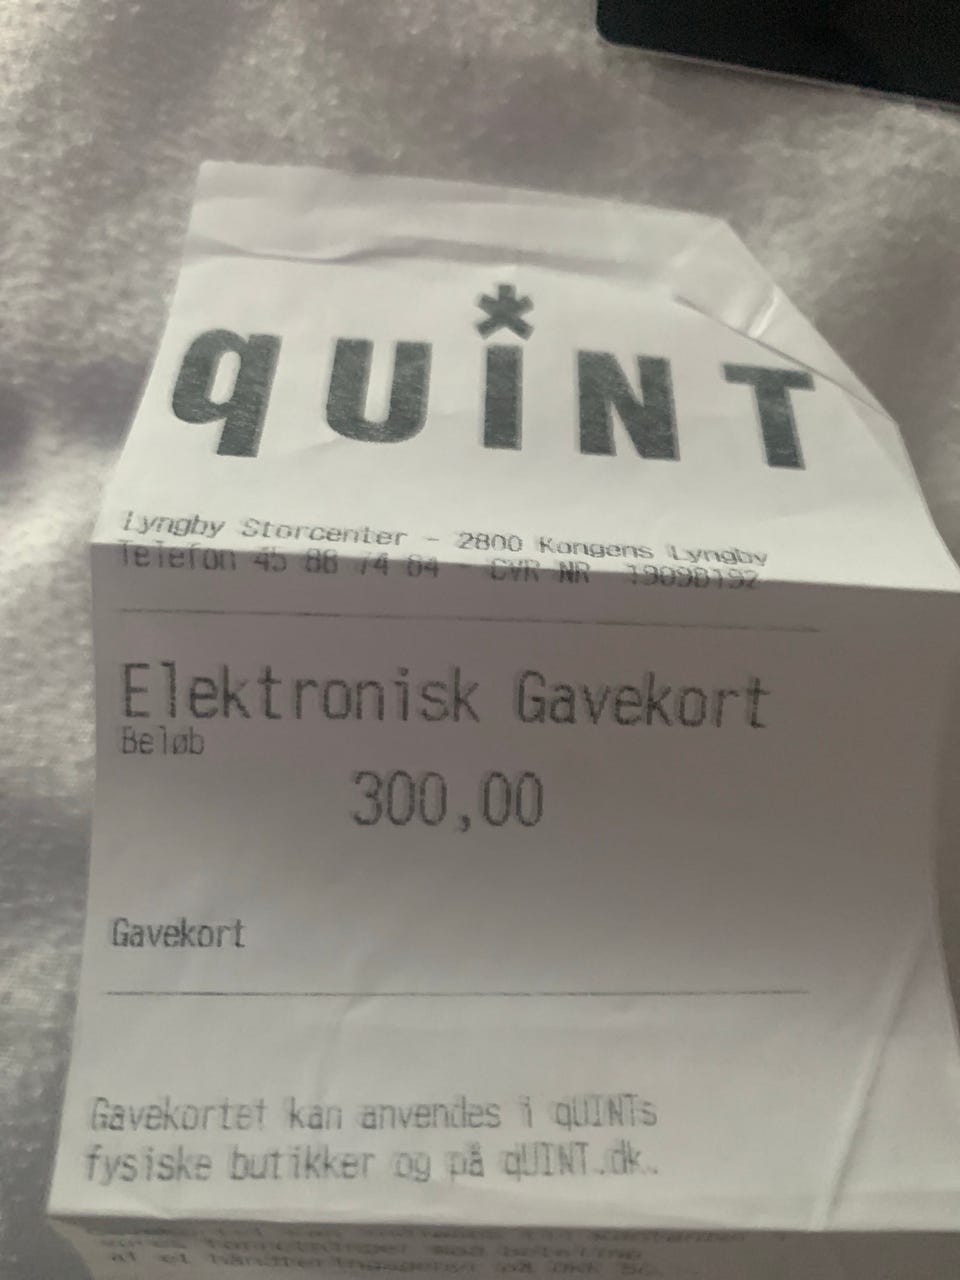 qUINT
Lyngby Storcenter - 2800 Kongens Lyngby
Telefon 45 88 74 84 - CVR NR 19098192
Elektronisk Gavekort
Beløb
300,00
Gavekort
Gavekortet kan anvendes i qUINTs
fysiske butikker og på qUINT.dk.